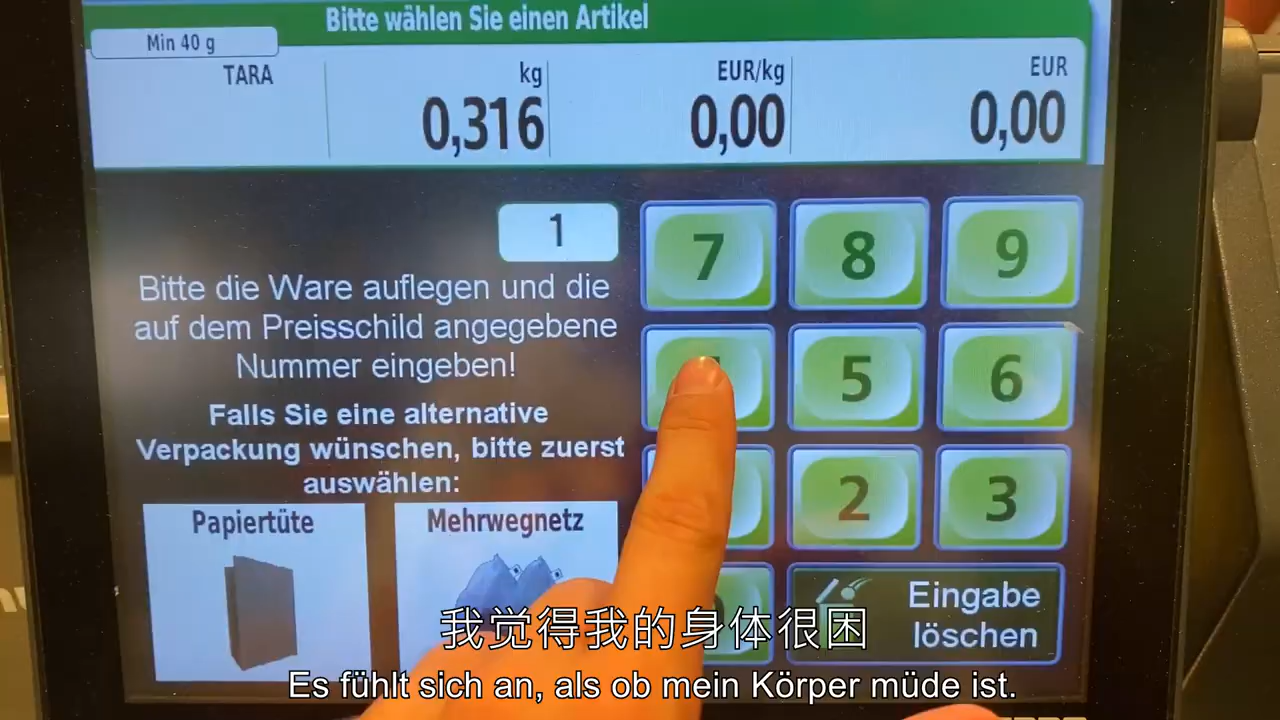 Bitte wählen Sie einen Artikel
Min 40 g
TARA
kg
EUR/kg
EUR
0,316
0,00
0,00
1
7
8
9
Bitte die Ware auflegen und die
auf dem Preisschild angegebene
Nummer eingeben!
5
6
Falls Sie eine alternative
Verpackung wünschen, bitte zuerst
auswählen:
2
3
Papiertüte
Mehrwegnetz
Eingabe
löschen
我觉得我的身体很困
Es fühlt sich an, als ob mein Körper müde ist.